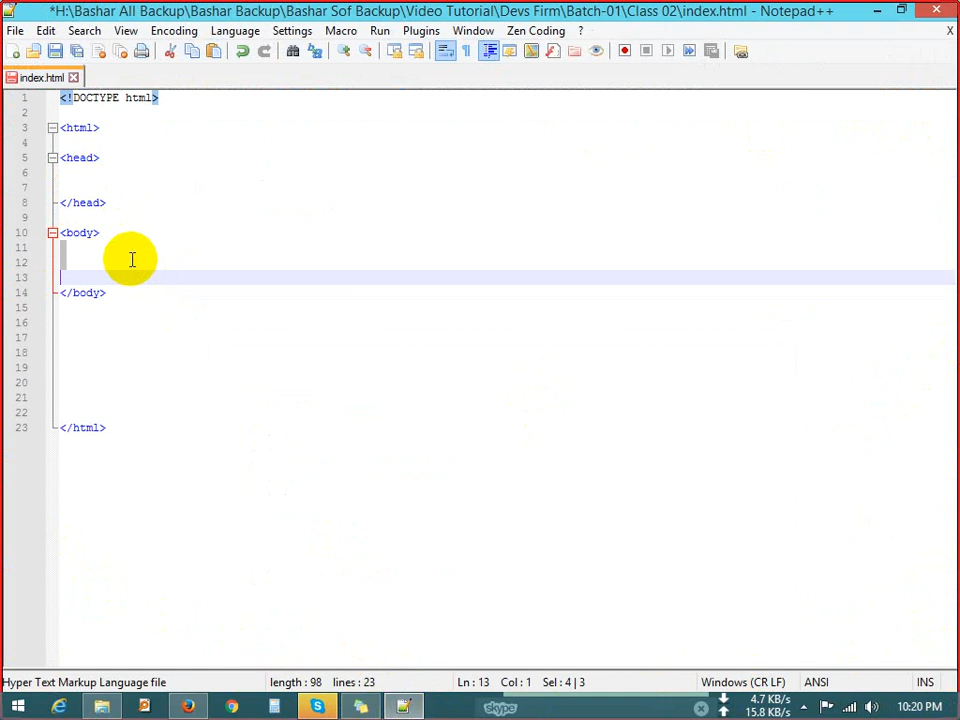 *H:\Bashar All Backup\Bashar Backup\Bashar Sof Backup\Video Tutorial\Devs Firm\Batch-01\Class 02\index.html - Notepad++
File Edit Search View Encoding Language Settings Macro Run Plugins Window Zen Coding ? X
index.html
1 <!DOCTYPE html>
2
3 <html>
4
5 <head>
6
7
8 </head>
9
10 <body>
11
12
13
14 </body>
15
16
17
18
19
20
21
22
23 </html>
Hyper Text Markup Language file length : 98 lines : 23 Ln : 13 Col : 1 Sel : 4 | 3 Windows (CR LF) ANSI INS
skype 4.7 KB/s 10:20 PM
15.8 KB/s